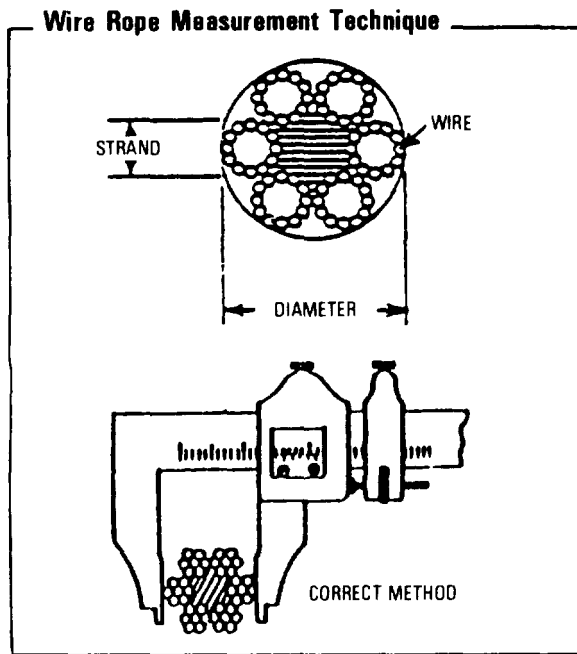 Wire Rope Measurement Technique
WIRE
STRAND
DIAMETER
CORRECT METHOD